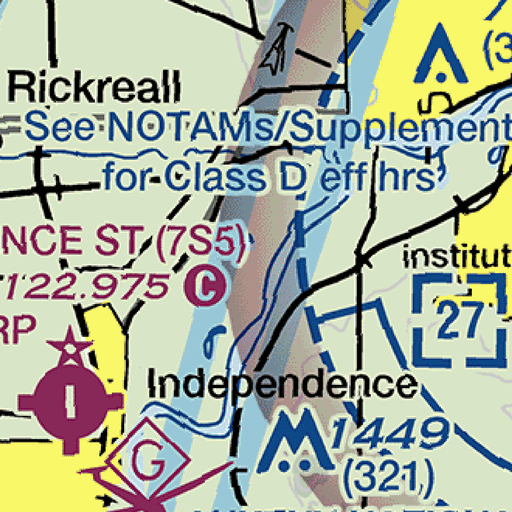 (3
Rickreall
See NOTAMs/Supplement
for Class D eff hrs
NCE ST (7S5)
122.975 C
institut
RP
27
Independence
G
1449
(321)